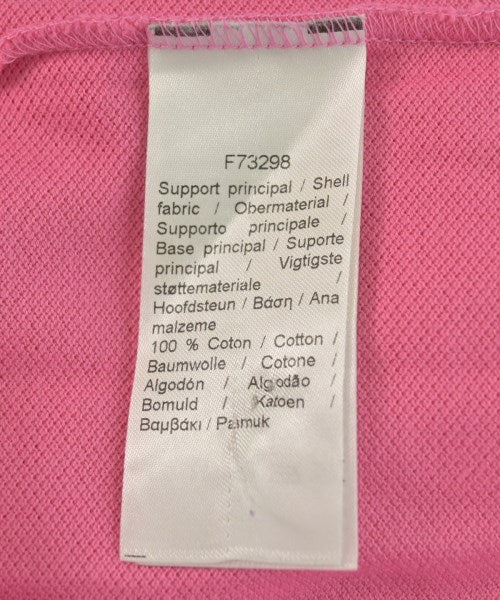 F73298
Support principal / Shell
fabric / Obermaterial /
Supporto principale /
Base principal / Suporte
principal / Vigtigste
støttemateriale /
Hoofdsteun / Βάση / Ana
malzeme
100 % Coton / Cotton /
Baumwolle / Cotone /
Algodón / Algodão /
Bomuld / Katoen /
Βαμβάκι / Pamuk